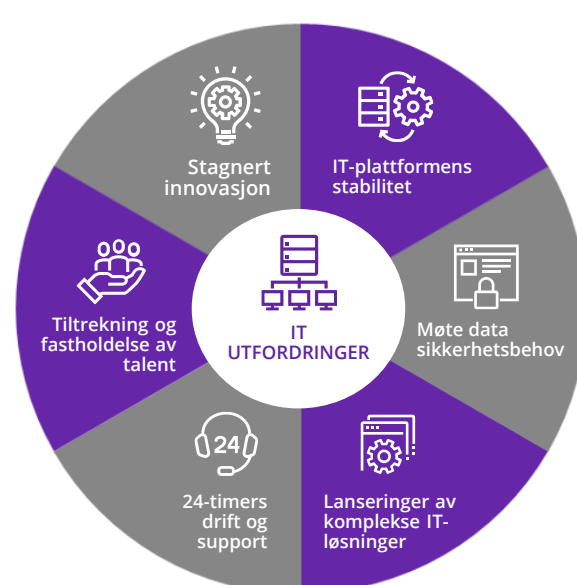 Stagnert
innovasjon
IT-plattformens
stabilitet
Tiltrekning og
fastholdelse av
talent
IT
UTFORDRINGER
Møte data
sikkerhetsbehov
24
24-timers
drift og
support
Lanseringer av
komplekse IT-
løsninger